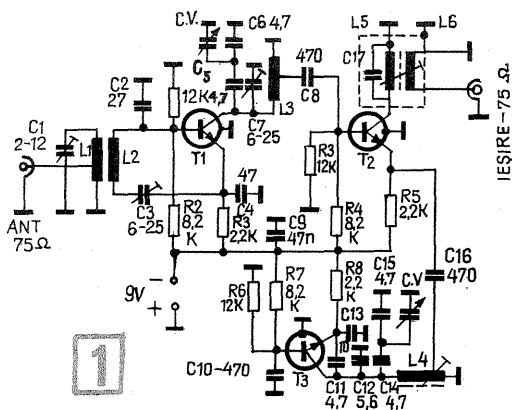 C.V.
C6 4,7
L5
L6
C2
27
C5
470
C8
C17
12K
4,7
C1
2-12
L1
L2
C7
6-25
L3
T1
T2
R3
12K
IEȘIRE-75Ω
C3
6-25
47
C4
R2
8,2
K
R3
2,2K
C9
47n
R4
8,2
K
R5
2,2K
ANT
75Ω
C16
470
9V
-
+
R6
12K
R7
8,2
K
R8
2,2
K
C15
4,7
C.V
C13
10
L4
C10-470
T3
C11
4,7
C12
5,6
C14
4,7
1